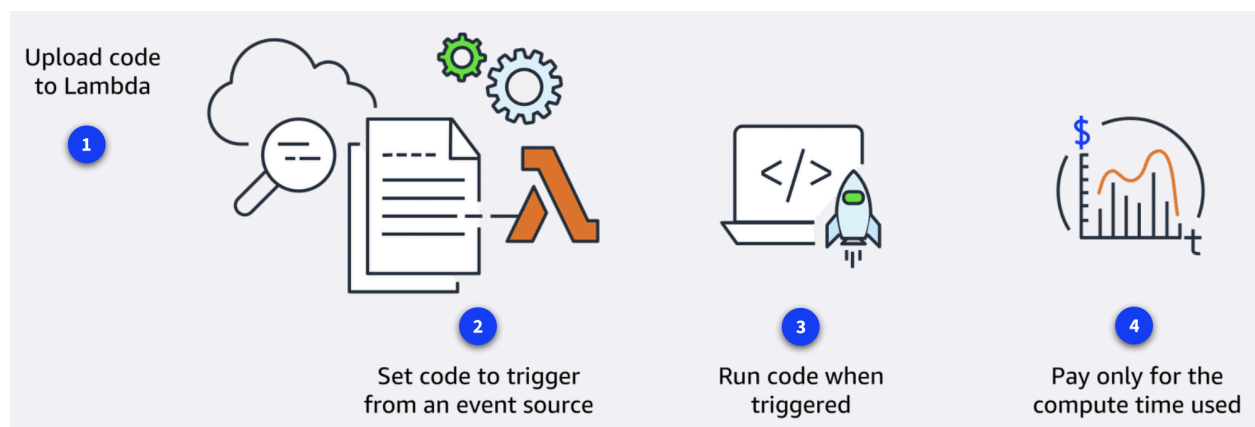 Upload code
to Lambda
1
2
Set code to trigger
from an event source
</>
3
Run code when
triggered
$
t
4
Pay only for the
compute time used